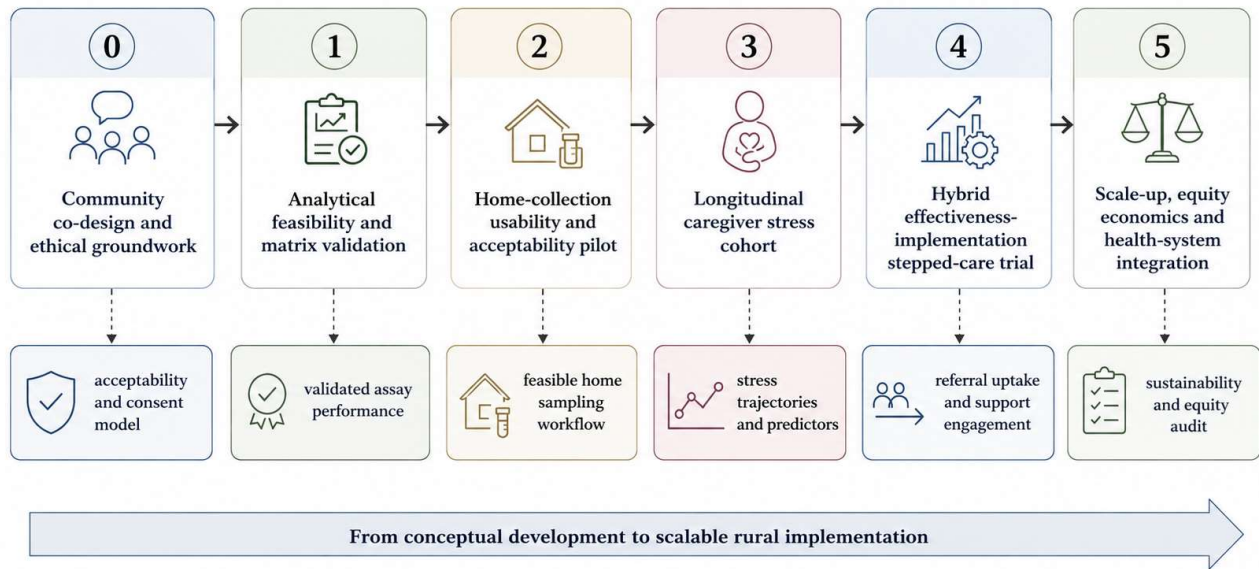 0
Community
co-design and
ethical groundwork
1
Analytical
feasibility and
matrix validation
2
Home-collection
usability and
acceptability pilot
3
Longitudinal
caregiver stress
cohort
4
Hybrid
effectiveness-
implementation
stepped-care trial
5
Scale-up, equity
economics and
health-system
integration
acceptability
and consent
model
validated assay
performance
feasible home
sampling
workflow
stress
trajectories
and predictors
referral uptake
and support
engagement
sustainability
and equity
audit
From conceptual development to scalable rural implementation